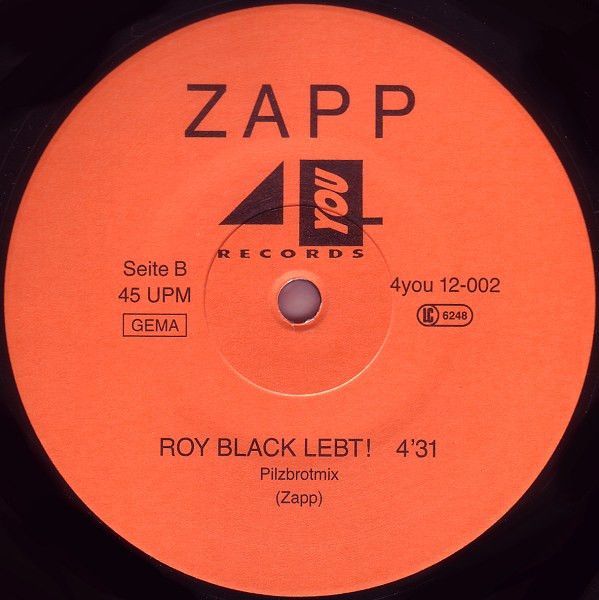 ZAPP
4 YOU
RECORDS
Seite B
45 UPM
GEMA
4you 12-002
LC 6248
ROY BLACK LEBT! 4'31
Pilzbrotmix
(Zapp)